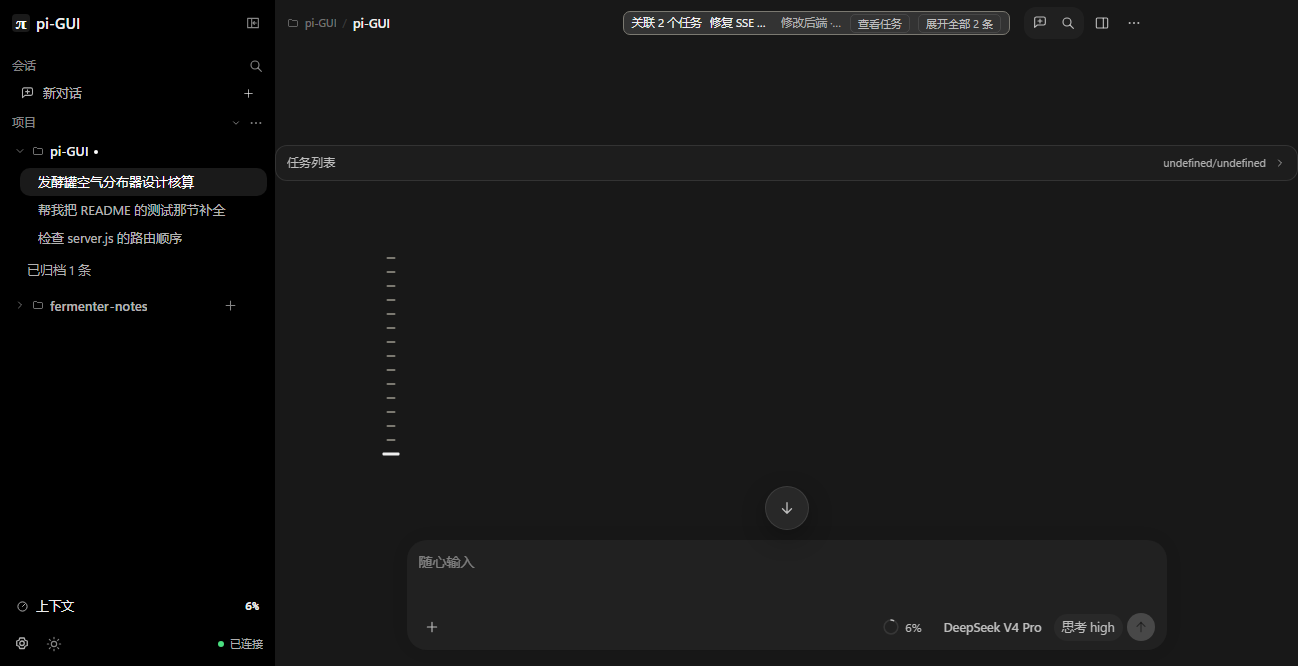 pi-GUI
会话
新对话
项目
pi-GUI
发酵罐空气分布器设计核算
帮我把 README 的测试那节补全
检查 server.js 的路由顺序
已归档 1 条
fermenter-notes
上下文 6%
已连接
pi-GUI / pi-GUI
关联 2 个任务 修复 SSE ... 修改后端 ·... 查看任务 展开全部 2 条
任务列表 undefined/undefined
随心输入
6% DeepSeek V4 Pro 思考 high